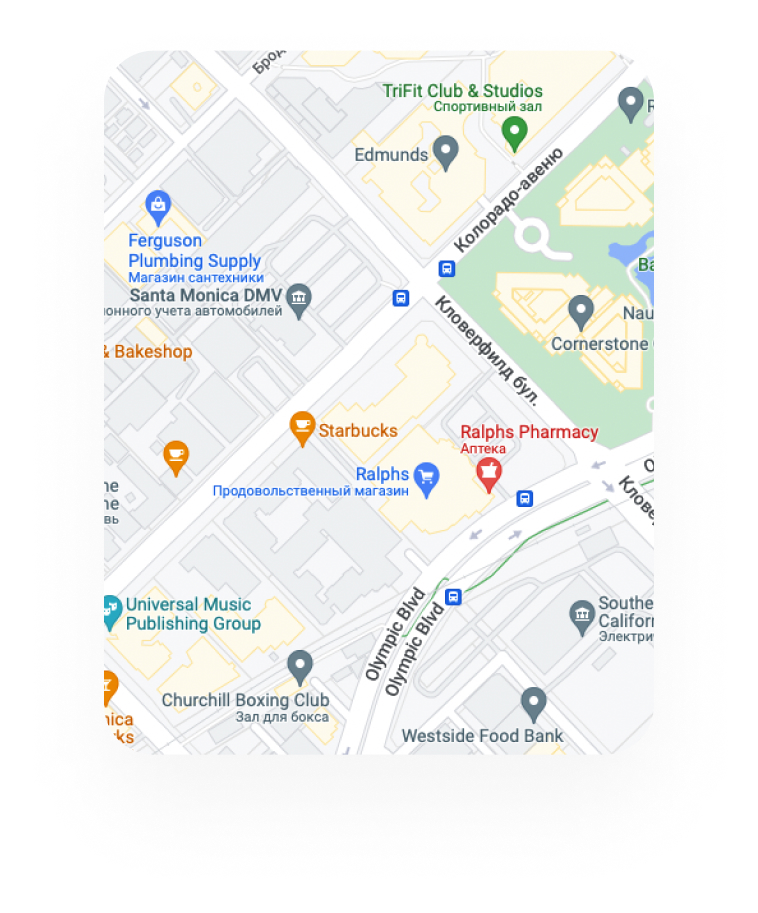 Брод
TriFit Club & Studios
Спортивный зал
R
Edmunds
Колорадо-авеню
Ferguson
Plumbing Supply
Магазин сантехники
Santa Monica DMV
ионного учета автомобилей
Ba
Nau
Cornerstone
Кловерфилд бул.
& Bakeshop
Starbucks
Ralphs Pharmacy
Аптека
Ralphs
Продовольственный магазин
ne
ne
вь
O
Кловер
Universal Music
Publishing Group
Olympic Blvd
Olympic Blvd
Southe
Californ
Электри
Churchill Boxing Club
Зал для бокса
nica
ks
Westside Food Bank